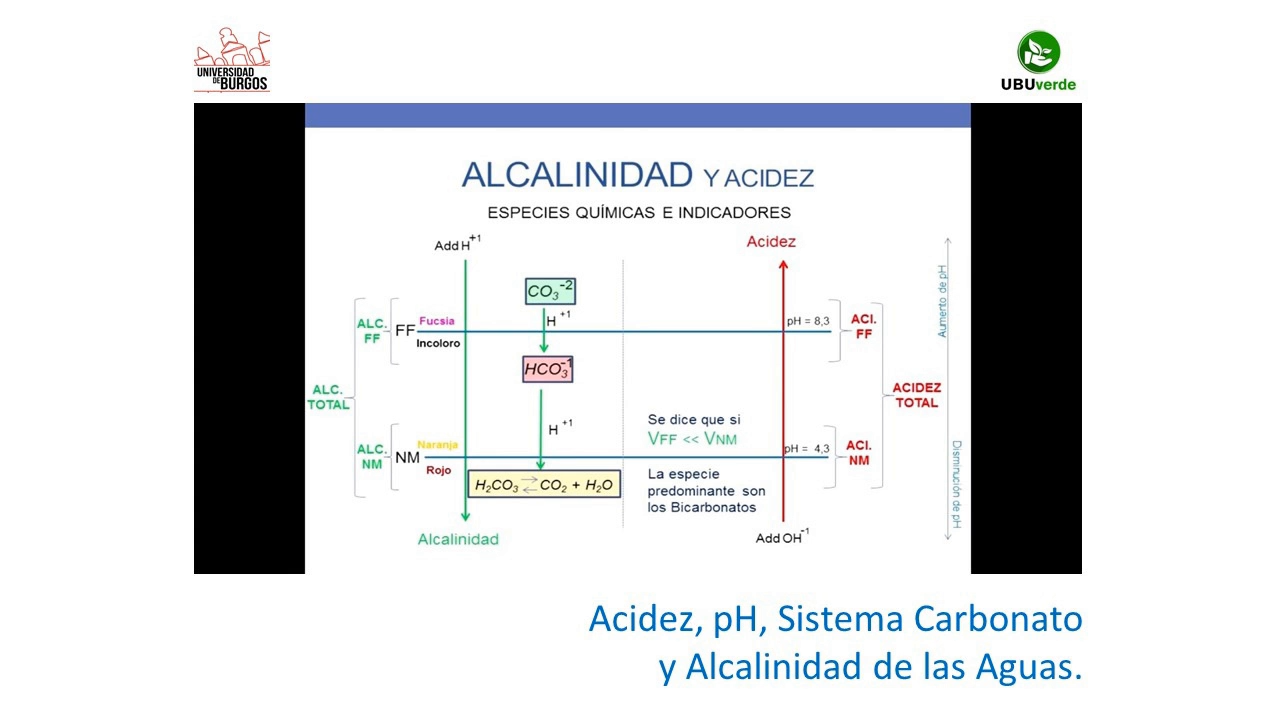 UNIVERSIDAD
DE BURGOS
UBUverde
ALCALINIDAD Y ACIDEZ
ESPECIES QUÍMICAS E INDICADORES
Add H+1
Acidez
CO3-2
H +1
ALC.
FF
FF
Fucsia
Incoloro
pH = 8,3
ACI.
FF
Aumento de pH
HCO3-1
ALC.
TOTAL
ACIDEZ
TOTAL
H +1
Se dice que si
VFF << VNM
ALC.
NM
NM
Naranja
Rojo
pH = 4,3
ACI.
NM
H2CO3 ⇄ CO2 + H2O
La especie
predominante son
los Bicarbonatos
Disminución de pH
Alcalinidad
Add OH-1
Acidez, pH, Sistema Carbonato
y Alcalinidad de las Aguas.